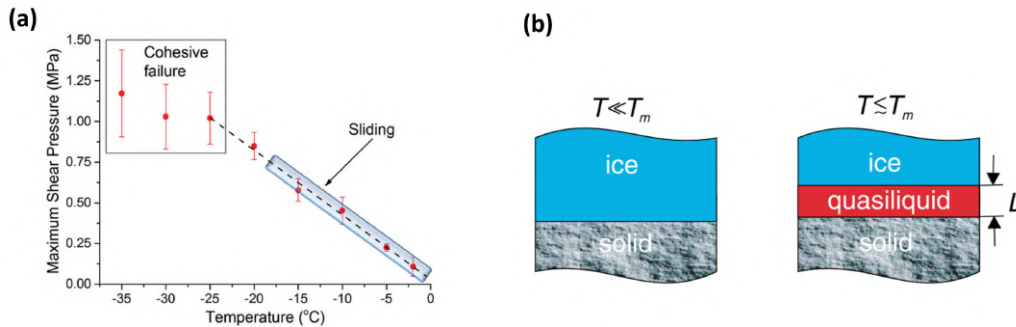 (a)
Maximum Shear Pressure (MPa)
1.50
1.25
1.00
0.75
0.50
0.25
0.00
Cohesive
failure
Sliding
-35 -30 -25 -20 -15 -10 -5 0
Temperature (°C)
(b)
T≪Tm
ice
solid
T≲Tm
ice
quasiliquid
solid
L